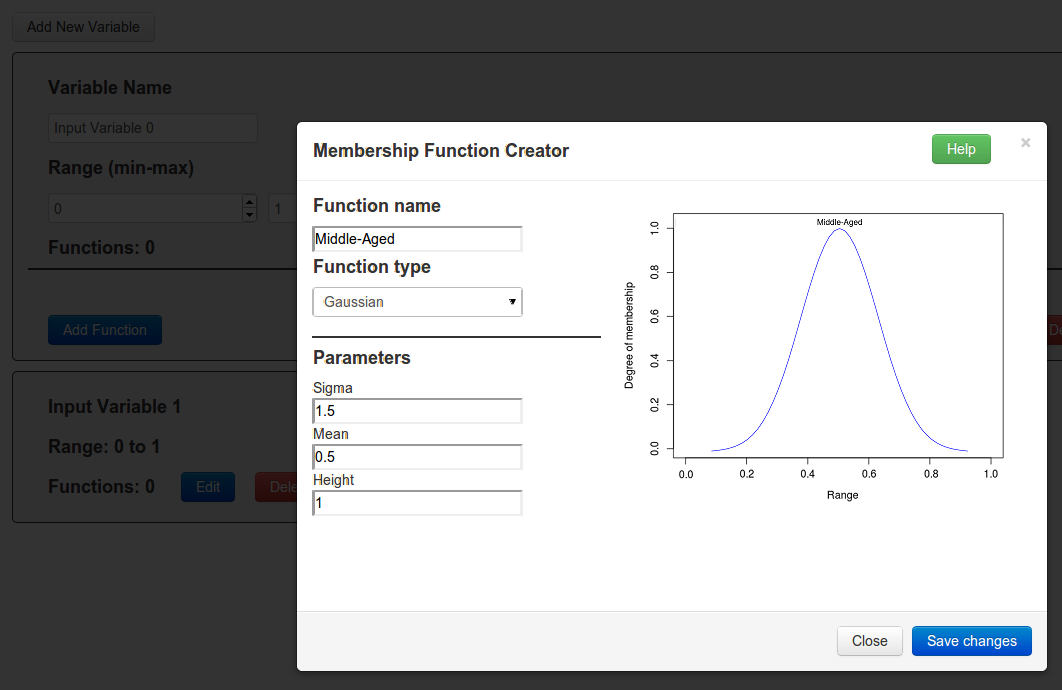 Add New Variable
Variable Name
Input Variable 0
Range (min-max)
0
1
Functions: 0
Add Function
De
Input Variable 1
Range: 0 to 1
Functions: 0
Edit
Dele
Membership Function Creator
Help
×
Function name
Middle-Aged
Function type
Gaussian
Parameters
Sigma
1.5
Mean
0.5
Height
1
Middle-Aged
Degree of membership
1.0
0.8
0.6
0.4
0.2
0.0
0.0 0.2 0.4 0.6 0.8 1.0
Range
Close
Save changes